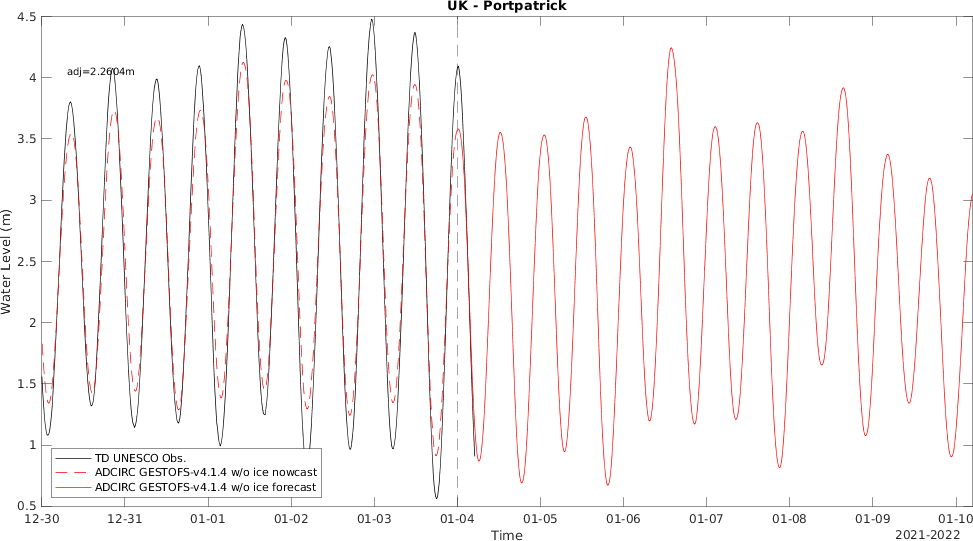 UK - Portpatrick
4.5
4
3.5
3
2.5
2
1.5
1
0.5
Water Level (m)
adj=2.2604m
TD UNESCO Obs.
ADCIRC GESTOFS-v4.1.4 w/o ice nowcast
ADCIRC GESTOFS-v4.1.4 w/o ice forecast
12-30 12-31 01-01 01-02 01-03 01-04 01-05 01-06 01-07 01-08 01-09 01-10
Time
2021-2022